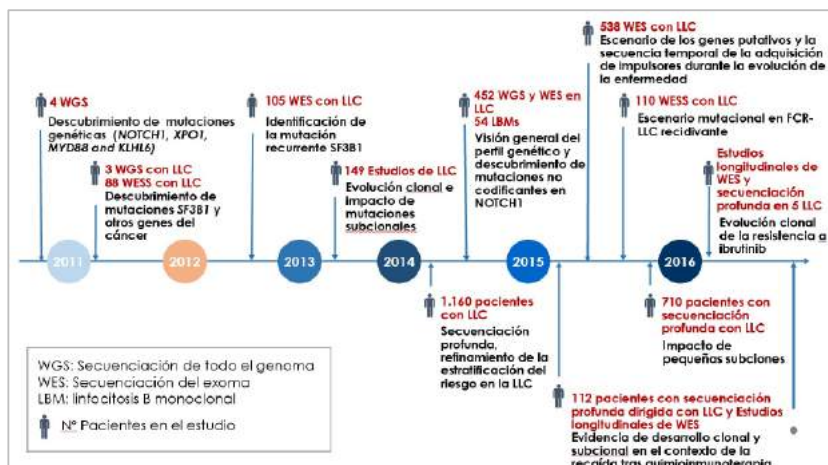 4 WGS
Descubrimiento de mutaciones
genéticas (NOTCH1, XPO1,
MYD88 and KLHL6)
3 WGS con LLC
88 WESS con LLC
Descubrimiento de
mutaciones SF3B1 y
otros genes del
cáncer
105 WES con LLC
Identificación de
la mutación
recurrente SF3B1
149 Estudios de LLC
Evolución clonal e
impacto de
mutaciones
subcionales
452 WGS y WES en
LLC
54 LBMs
Visión general del
perfil genético y
descubrimiento de
mutaciones no
codificantes en
NOTCH1
538 WES con LLC
Escenario de los genes putativos y la
secuencia temporal de la adquisición
de impulsores durante la evolución de
la enfermedad
110 WESS con LLC
Escenario mutacional en FCR-
LLC recidivante
Estudios
longitudinales de
WES y
secuenciación
profunda en 5 LLC
Evolución clonal
de la resistencia a
ibrutinib
2011
2012
2013
2014
2015
2016
1.160 pacientes
con LLC
Secuenciación
profunda,
refinamiento de la
estratificación del
riesgo en la LLC
710 pacientes con
secuenciación
profunda con LLC
Impacto de
pequeñas subciones
112 pacientes con secuenciación
profunda dirigida con LLC y Estudios
longitudinales de WES
Evidencia de desarrollo clonal y
subcional en el contexto de la
recaída tras quimioinmunoterapia
WGS: Secuenciación de todo el genoma
WES: Secuenciación del exoma
LBM: linfocitosis B monoclonal
Nº Pacientes en el estudio